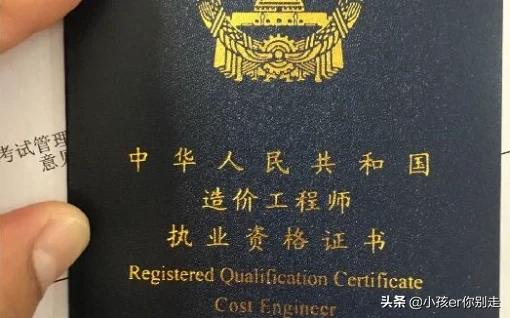 考试管理
意见
中华人民共和国
造价工程师
执业资格证书
Registered Qualification Certificate
Cost Engineer
头条 @小孩er你别走